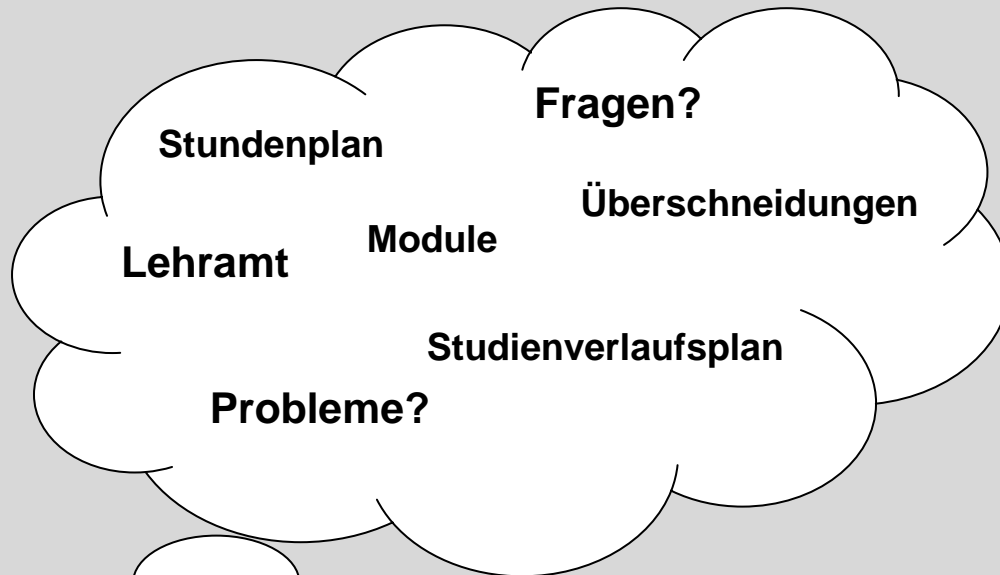 Fragen?
Stundenplan
Überschneidungen
Module
Lehramt
Studienverlaufsplan
Probleme?